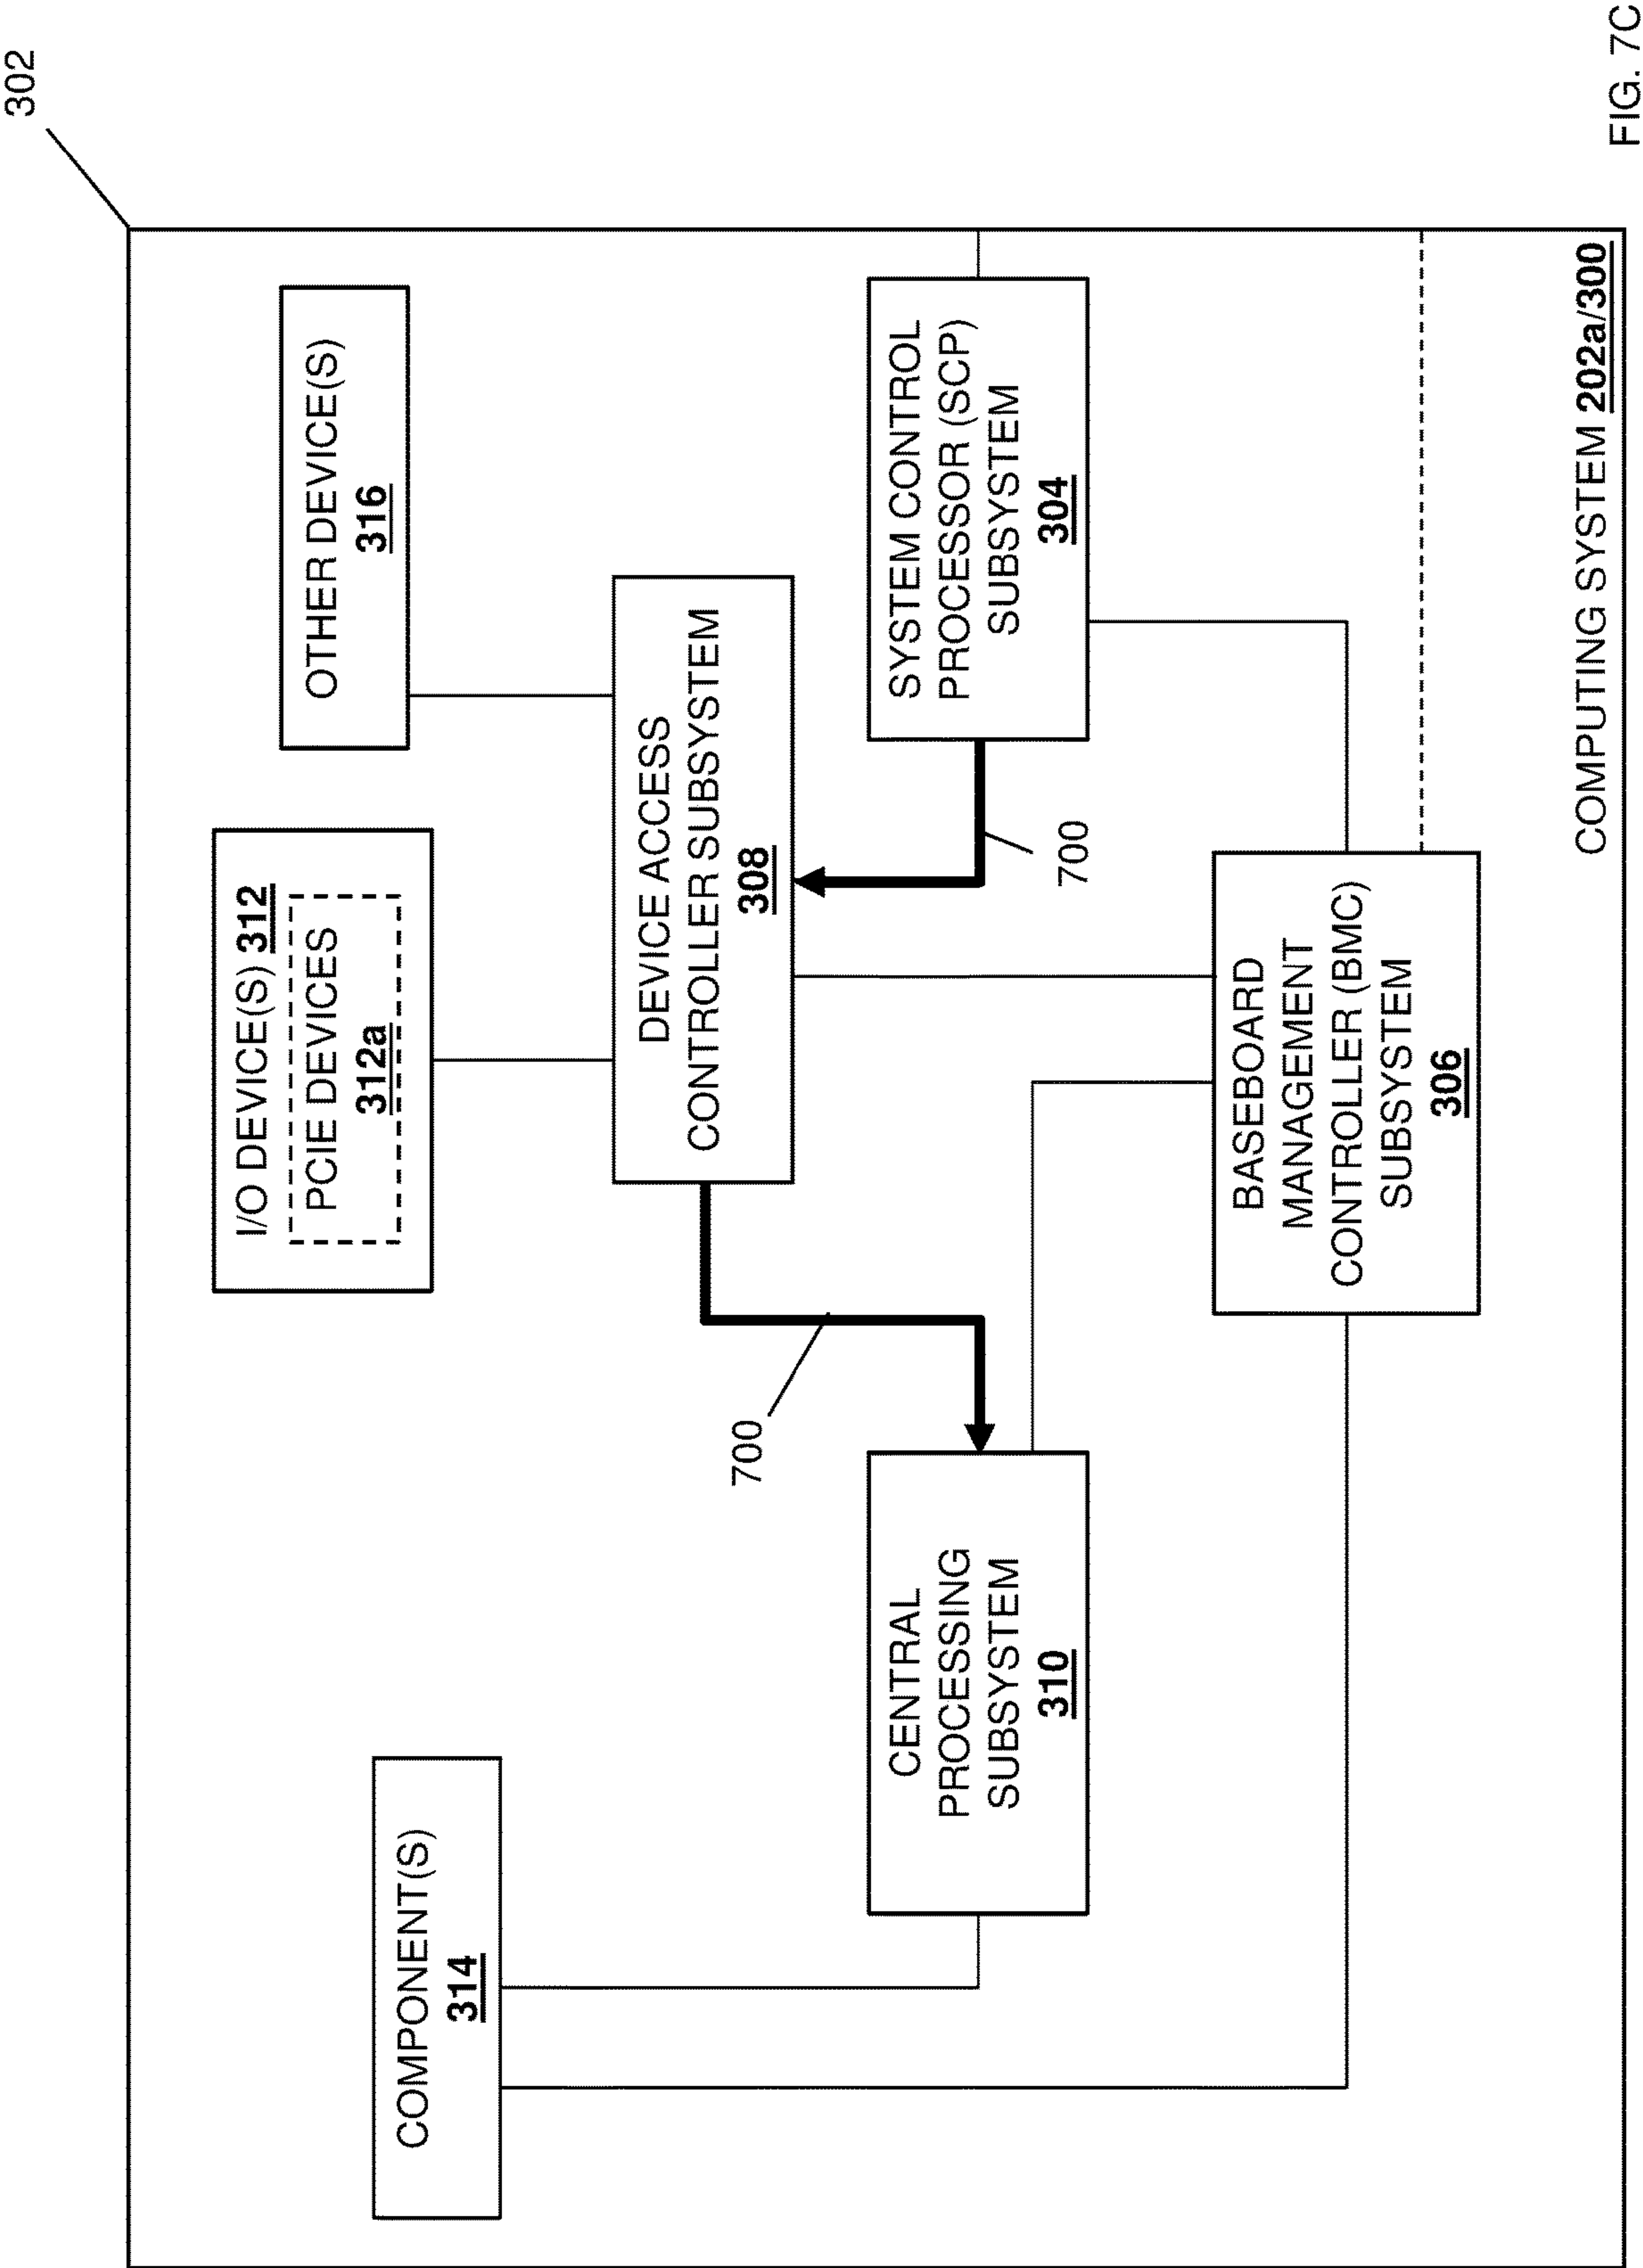 302
OTHER DEVICE(S)
316
I/O DEVICE(S) 312
PCIE DEVICES
312a
COMPONENT(S)
314
DEVICE ACCESS
CONTROLLER SUBSYSTEM
308
700
700
SYSTEM CONTROL
PROCESSOR (SCP)
SUBSYSTEM
304
CENTRAL
PROCESSING
SUBSYSTEM
310
BASEBOARD
MANAGEMENT
CONTROLLER (BMC)
SUBSYSTEM
306
COMPUTING SYSTEM 202a/300
FIG. 7C